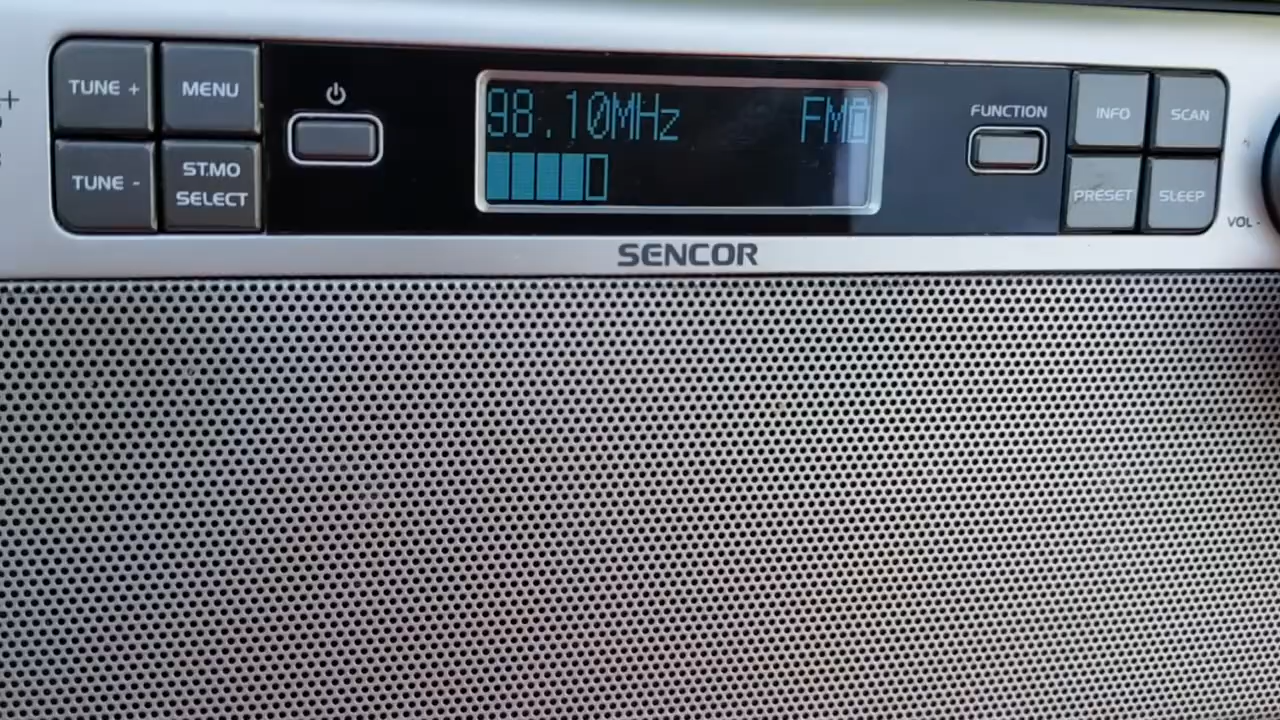 TUNE +
MENU
TUNE -
ST.MO
SELECT
98.10MHz FM
FUNCTION
INFO
SCAN
PRESET
SLEEP
VOL -
SENCOR